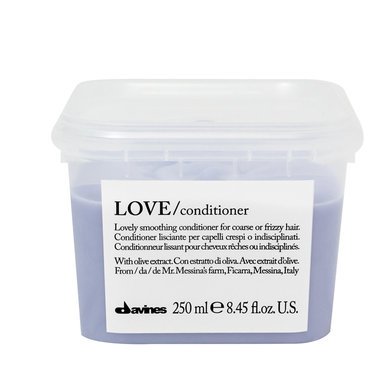 LOVE/conditioner
Lovely smoothing conditioner for coarse or frizzy hair.
Conditioner lisciante per capelli crespi o indisciplinati.
Conditionneur lissant pour cheveux rêches ou indisciplinés.
With olive extract. Con estratto di oliva. Avec extrait d'olive.
From / da / de Mr. Messina's farm, Ficarra, Messina, Italy
davines 250 ml ℮ 8.45 fl.oz. U.S.